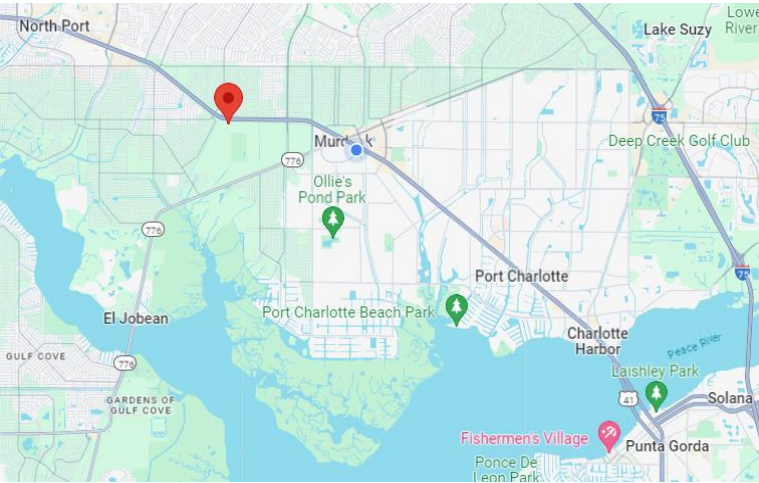 North Port
Lake Suzy
Lowe
River
75
Murd k
Deep Creek Golf Club
776
Ollie's
Pond Park
776
75
Port Charlotte
El Jobean
Port Charlotte Beach Park
Charlotte
Harbor
Peace River
GULF COVE
776
Laishley Park
GARDENS OF
GULF COVE
41
Solana
Fishermen's Village
Punta Gorda
Ponce De
Leon Park